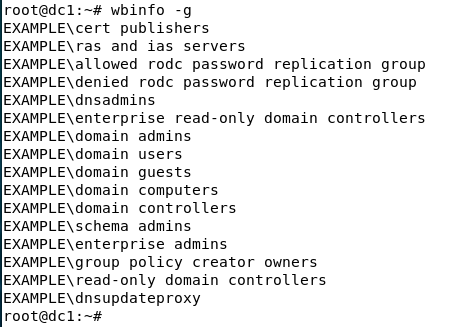 root@dc1:~# wbinfo -g
EXAMPLE\cert publishers
EXAMPLE\ras and ias servers
EXAMPLE\allowed rodc password replication group
EXAMPLE\denied rodc password replication group
EXAMPLE\dnsadmins
EXAMPLE\enterprise read-only domain controllers
EXAMPLE\domain admins
EXAMPLE\domain users
EXAMPLE\domain guests
EXAMPLE\domain computers
EXAMPLE\domain controllers
EXAMPLE\schema admins
EXAMPLE\enterprise admins
EXAMPLE\group policy creator owners
EXAMPLE\read-only domain controllers
EXAMPLE\dnsupdateproxy
root@dc1:~#